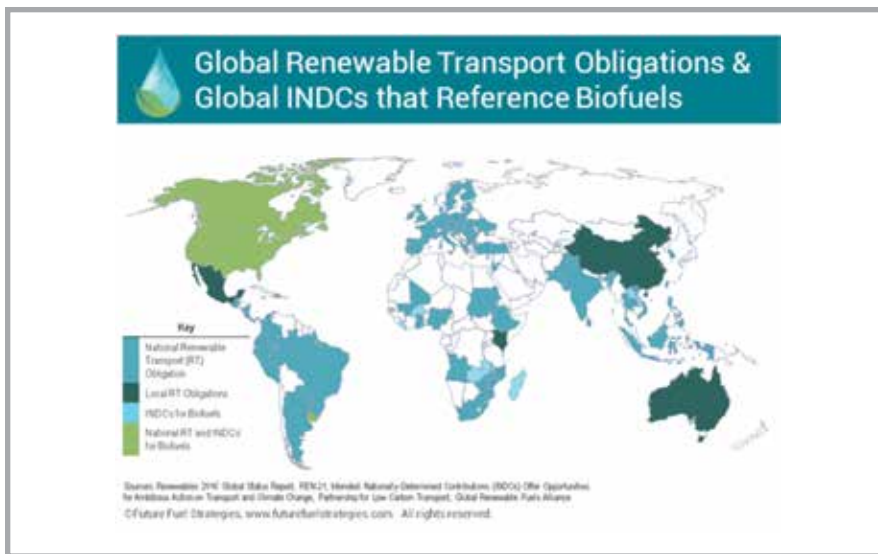 Global Renewable Transport Obligations &
Global INDCs that Reference Biofuels
Key
National Renewable
Transport (RT)
Obligation
Local RT Obligations
INDCs for Biofuels
National RT and INDCs
for Biofuels
Sources: Renewables 2016 Global Status Report, REN21, Intended Nationally-Determined Contributions (INDCs) Offer Opportunities
for Ambitious Action on Transport and Climate Change, Partnership for Low Carbon Transport, Global Renewable Fuels Alliance
©Future Fuel Strategies, www.futurefuelstrategies.com. All rights reserved.